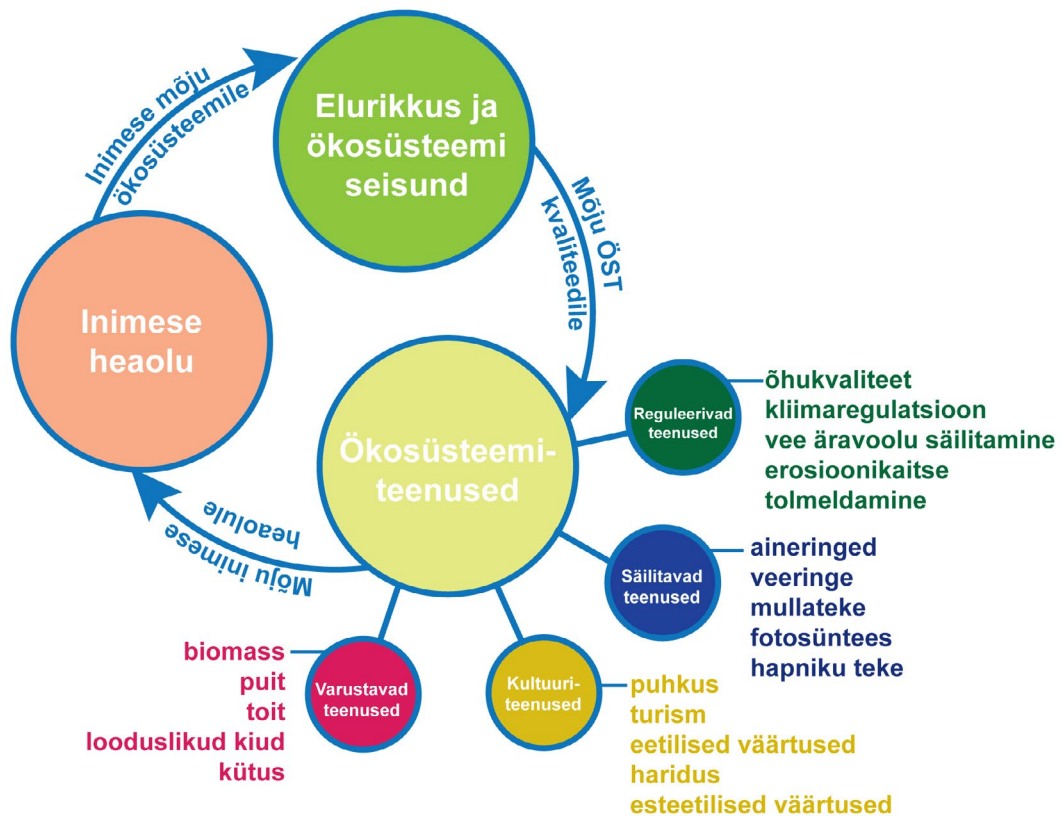 Inimese mõju
ökosüsteemile
Elurikkus ja
ökosüsteemi
seisund
Mõju ÖST
kvaliteedile
Inimese
heaolu
Ökosüsteemi-
teenused
Mõju inimese
heaolule
Reguleerivad
teenused
õhukvaliteet
kliimaregulatsioon
vee äravoolu säilitamine
erosioonikaitse
tolmeldamine
Säilitavad
teenused
aineringed
veeringe
mullateke
fotosüntees
hapniku teke
Varustavad
teenused
biomass
puit
toit
looduslikud kiud
kütus
Kultuuri-
teenused
puhkus
turism
eetilised väärtused
haridus
esteetilised väärtused